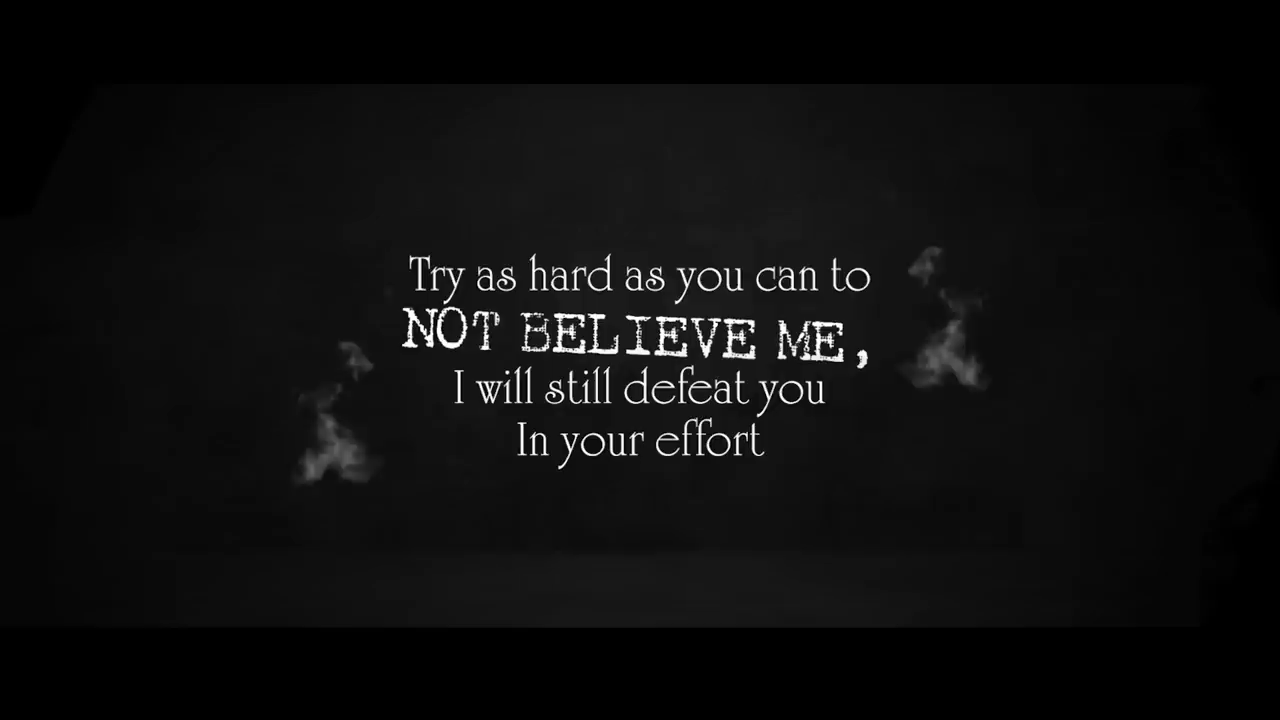 Try as hard as you can to
NOT BELIEVE ME,
I will still defeat you
In your effort